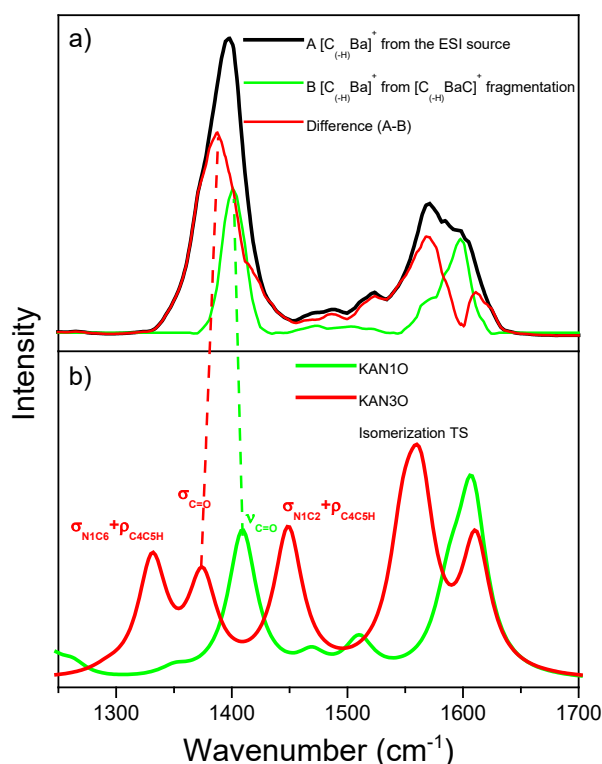 a)
A [C(-H)Ba]+ from the ESI source
B [C(-H)Ba]+ from [C(-H)BaC]+ fragmentation
Difference (A-B)
b)
KAN1O
KAN3O
Isomerization TS
σN1C6+ρC4C5H
σC=O
νC=O
σN1C2+ρC4C5H
Intensity
1300 1400 1500 1600 1700
Wavenumber (cm-1)